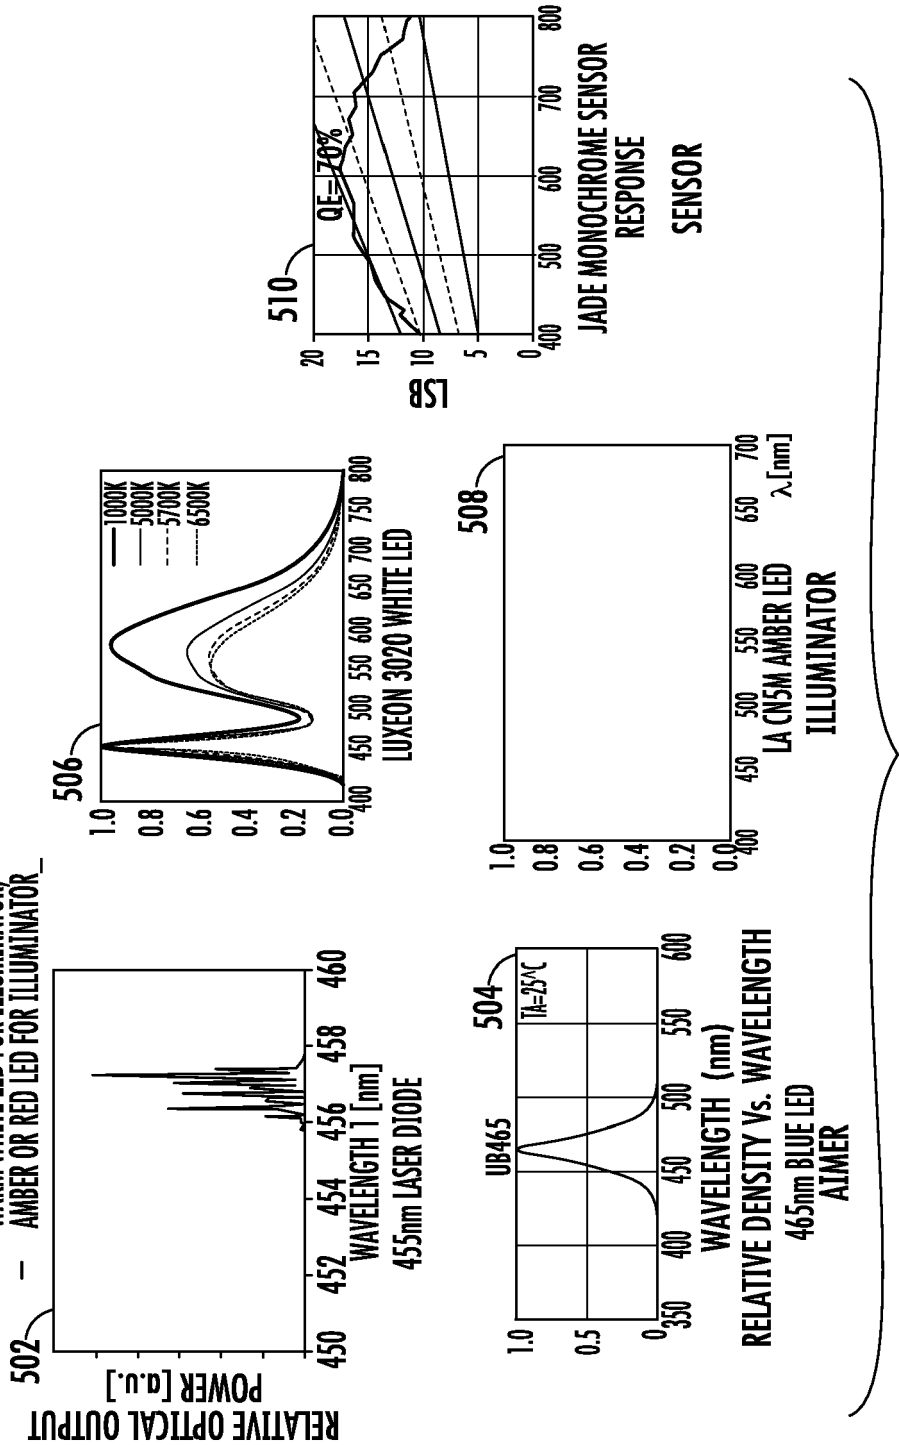 — AMBER OR RED LED FOR ILLUMINATOR_
502
RELATIVE OPTICAL OUTPUT
POWER [a.u.]
450 452 454 456 458 460
WAVELENGTH 1 [nm]
455nm LASER DIODE
504
UB465
TA=25^C
1.0
0.5
0
350 400 450 500 550 600
WAVELENGTH (nm)
RELATIVE DENSITY Vs. WAVELENGTH
465nm BLUE LED
AIMER
506
1000K
5000K
5700K
6500K
1.0
0.8
0.6
0.4
0.2
0.0
400 450 500 550 600 650 700 750 800
LUXEON 3020 WHITE LED
508
1.0
0.8
0.6
0.4
0.2
0.0
400 450 500 550 600 650 700
λ[nm]
LA CN5M AMBER LED
ILLUMINATOR
510
QE=70%
LSB
20
15
10
5
0
400 500 600 700 800
JADE MONOCHROME SENSOR
RESPONSE
SENSOR